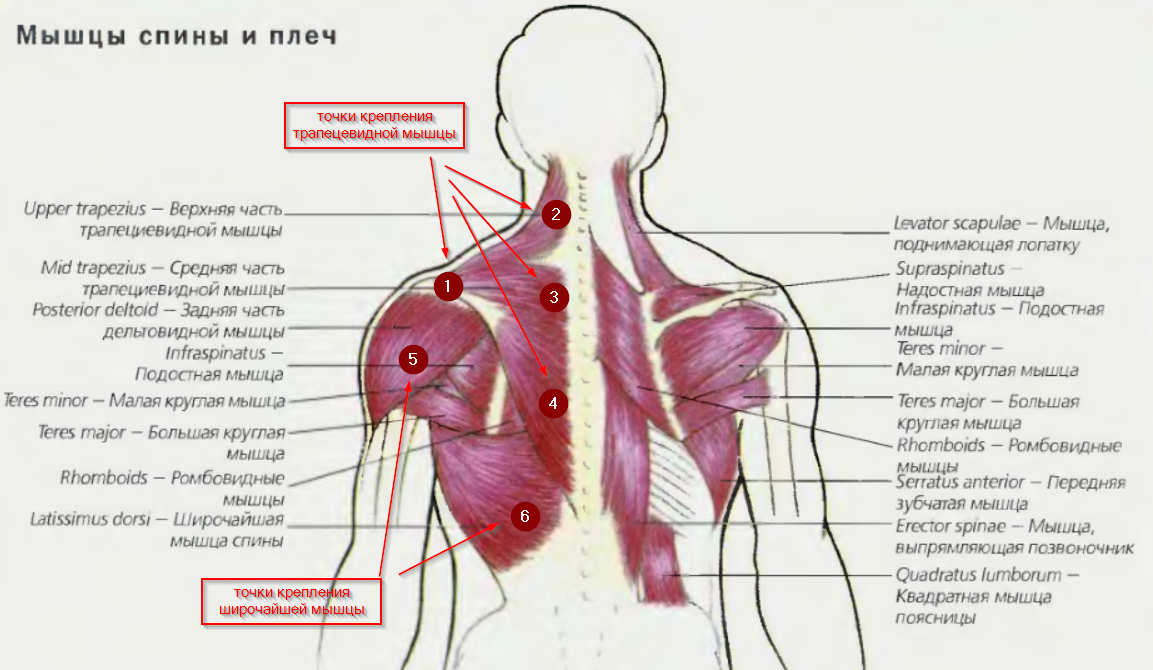 Мышцы спины и плеч
точки крепления
трапецевидной мышцы
Upper trapezius — Верхняя часть
трапециевидной мышцы
Mid trapezius — Средняя часть
трапециевидной мышцы
Posterior deltoid — Задняя часть
дельтовидной мышцы
Infraspinatus —
Подостная мышца
Teres minor — Малая круглая мышца
Teres major — Большая круглая
мышца
Rhomboids — Ромбовидные
мышцы
Latissimus dorsi — Широчайшая
мышца спины
точки крепления
широчайшей мышцы
1
2
3
4
5
6
Levator scapulae — Мышца,
поднимающая лопатку
Supraspinatus —
Надостная мышца
Infraspinatus — Подостная
мышца
Teres minor —
Малая круглая мышца
Teres major — Большая
круглая мышца
Rhomboids — Ромбовидные
мышцы
Serratus anterior — Передняя
зубчатая мышца
Erector spinae — Мышца,
выпрямляющая позвоночник
Quadratus lumborum —
Квадратная мышца
поясницы